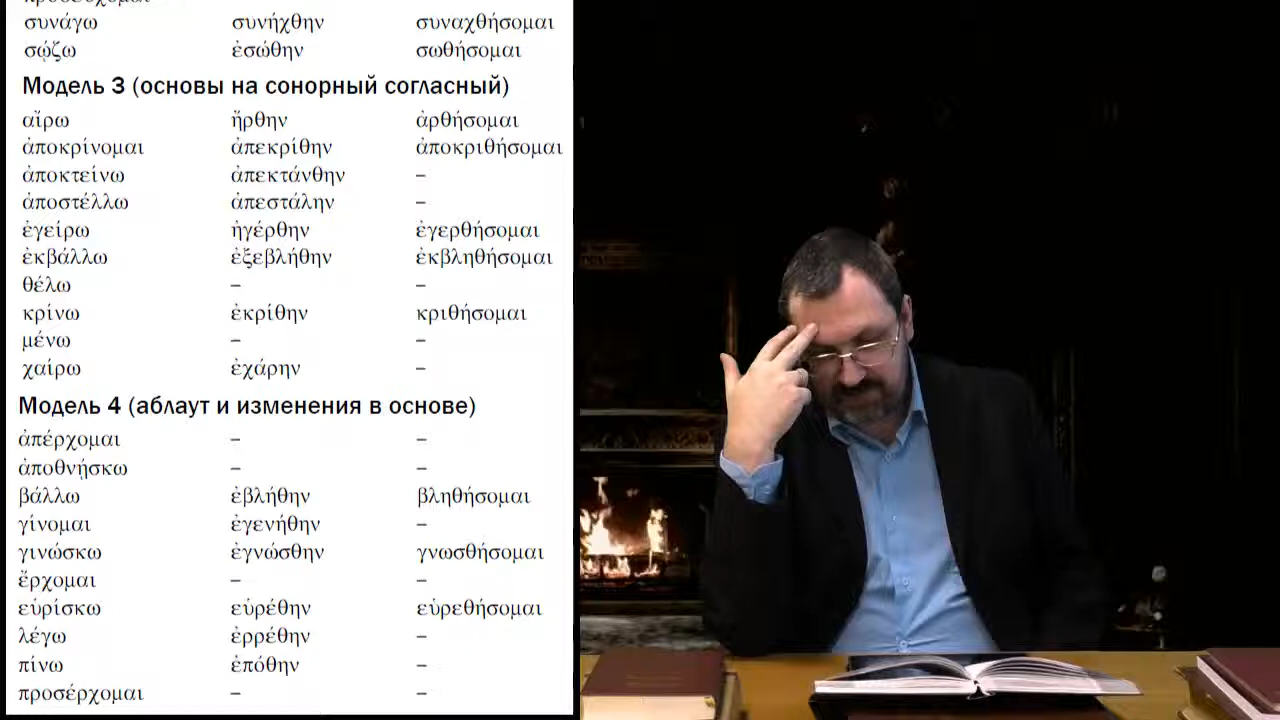 συνάγω συνήχθην συναχθήσομαι
σῴζω ἐσώθην σωθήσομαι
Модель 3 (основы на сонорный согласный)
αἴρω ἤρθην ἀρθήσομαι
ἀποκρίνομαι ἀπεκρίθην ἀποκριθήσομαι
ἀποκτείνω ἀπεκτάνθην –
ἀποστέλλω ἀπεστάλην –
ἐγείρω ἠγέρθην ἐγερθήσομαι
ἐκβάλλω ἐξεβλήθην ἐκβληθήσομαι
θέλω – –
κρίνω ἐκρίθην κριθήσομαι
μένω – –
χαίρω ἐχάρην –
Модель 4 (аблаут и изменения в основе)
ἀπέρχομαι – –
ἀποθνῄσκω – –
βάλλω ἐβλήθην βληθήσομαι
γίνομαι ἐγενήθην –
γινώσκω ἐγνώσθην γνωσθήσομαι
ἔρχομαι – –
εὑρίσκω εὑρέθην εὑρεθήσομαι
λέγω ἐρρέθην –
πίνω ἐπόθην –
προσέρχομαι – –